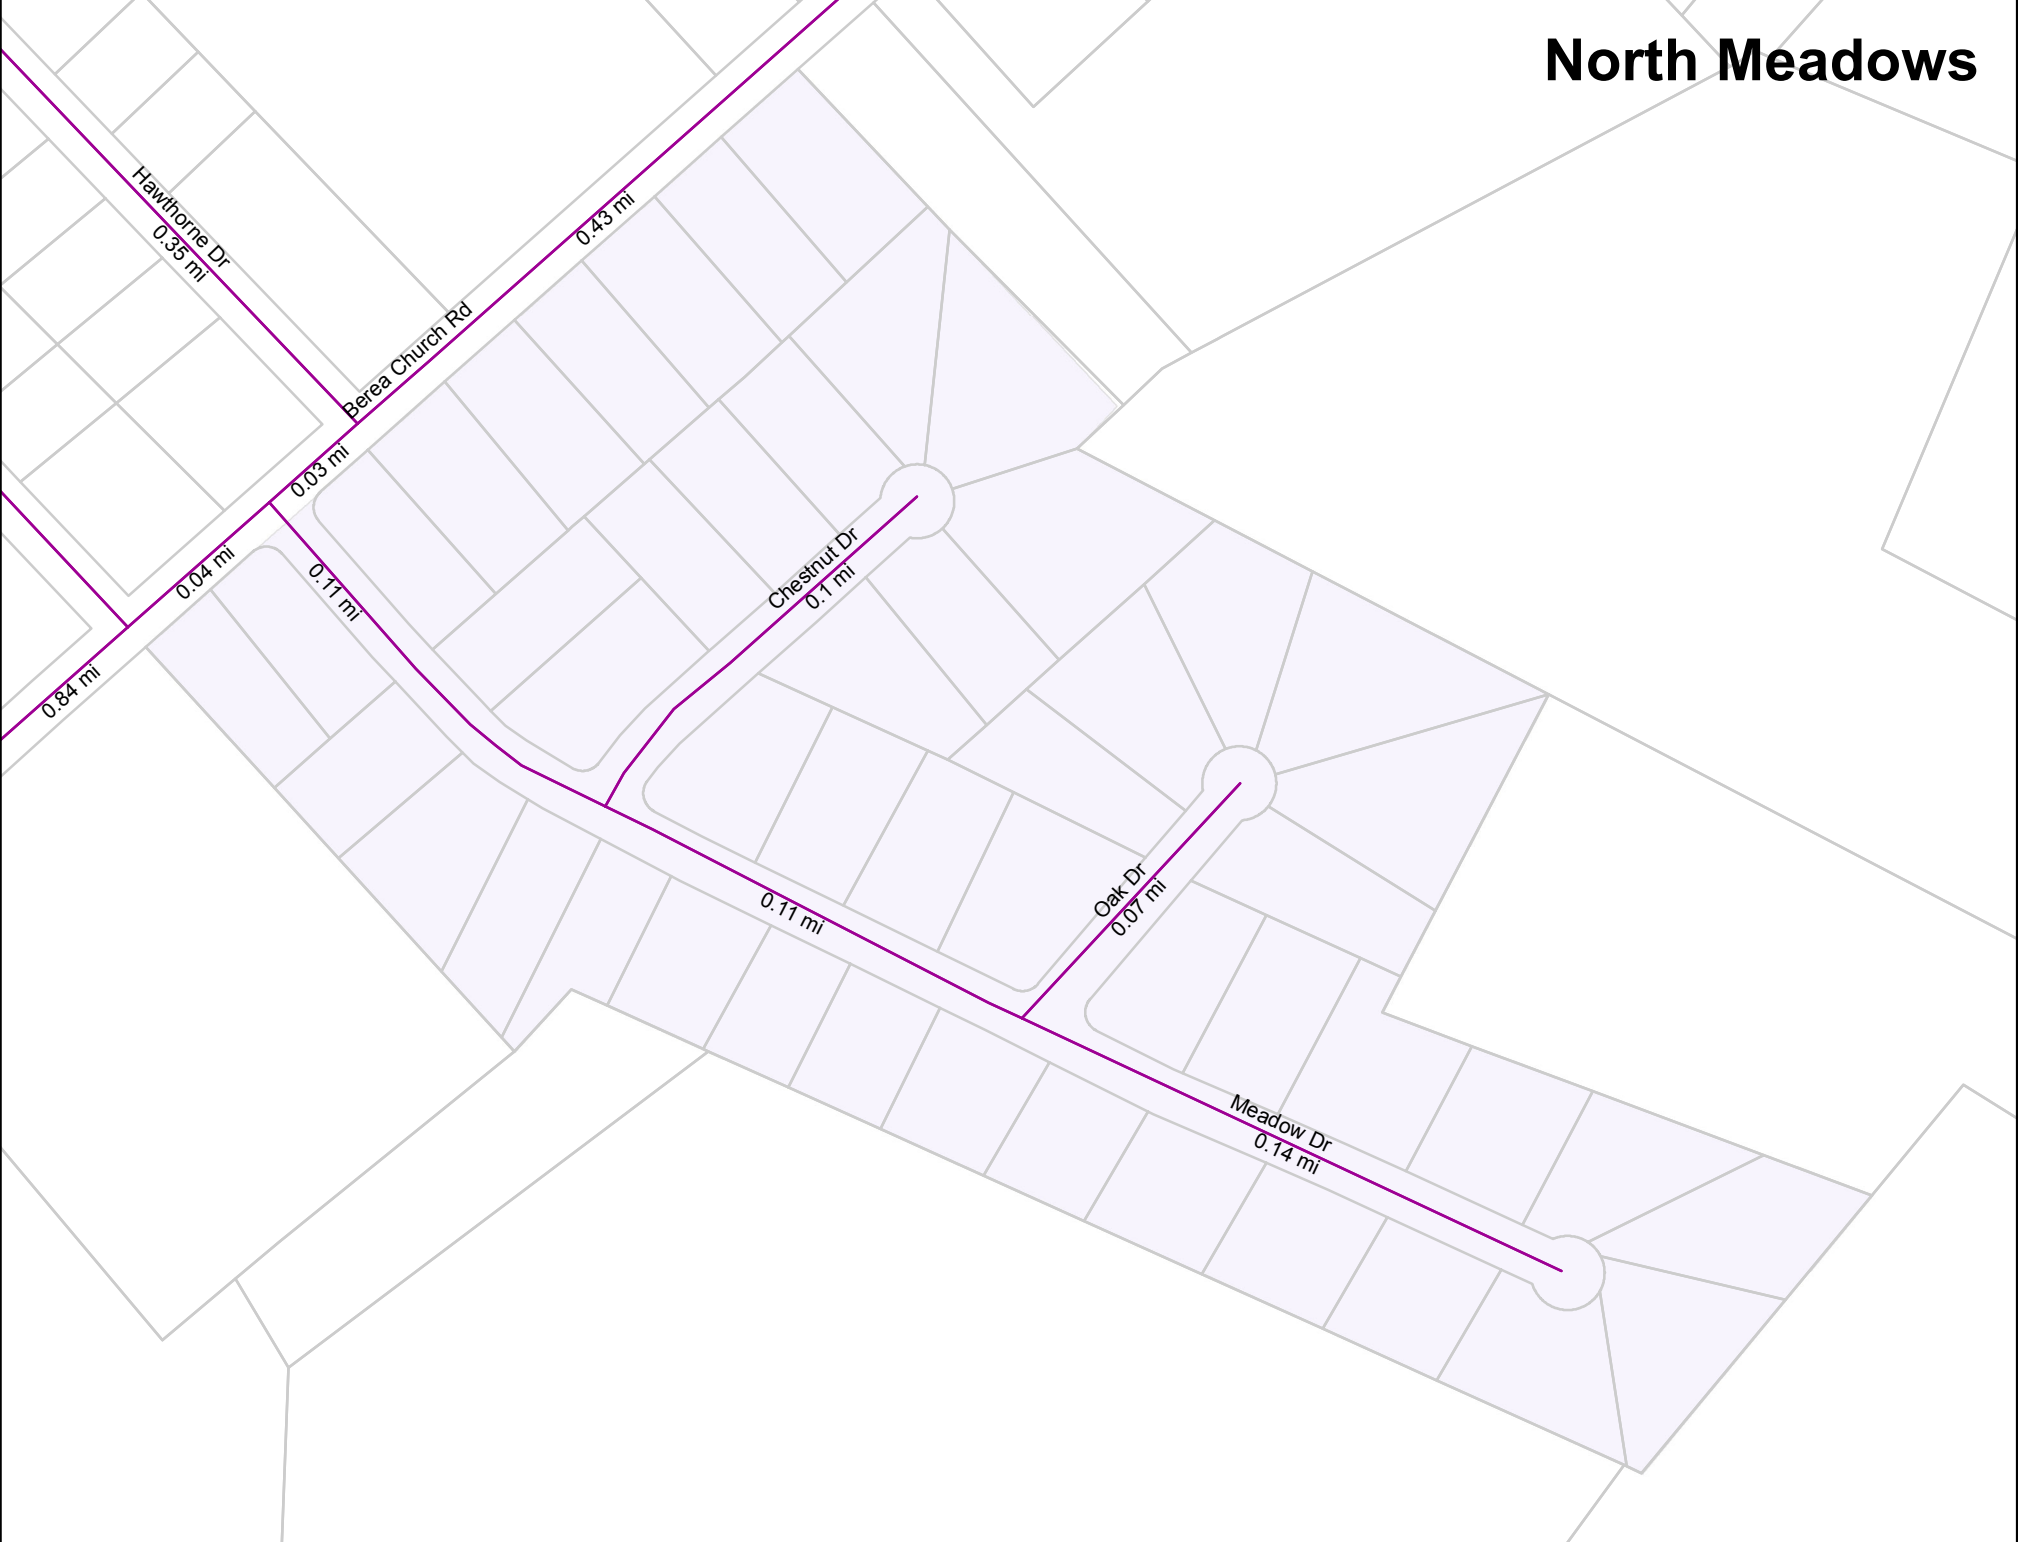 North Meadows
Hawthorne Dr
0.35 mi
0.43 mi
Berea Church Rd
0.03 mi
0.04 mi
0.11 mi
0.84 mi
Chestnut Dr
0.1 mi
Oak Dr
0.07 mi
0.11 mi
Meadow Dr
0.14 mi